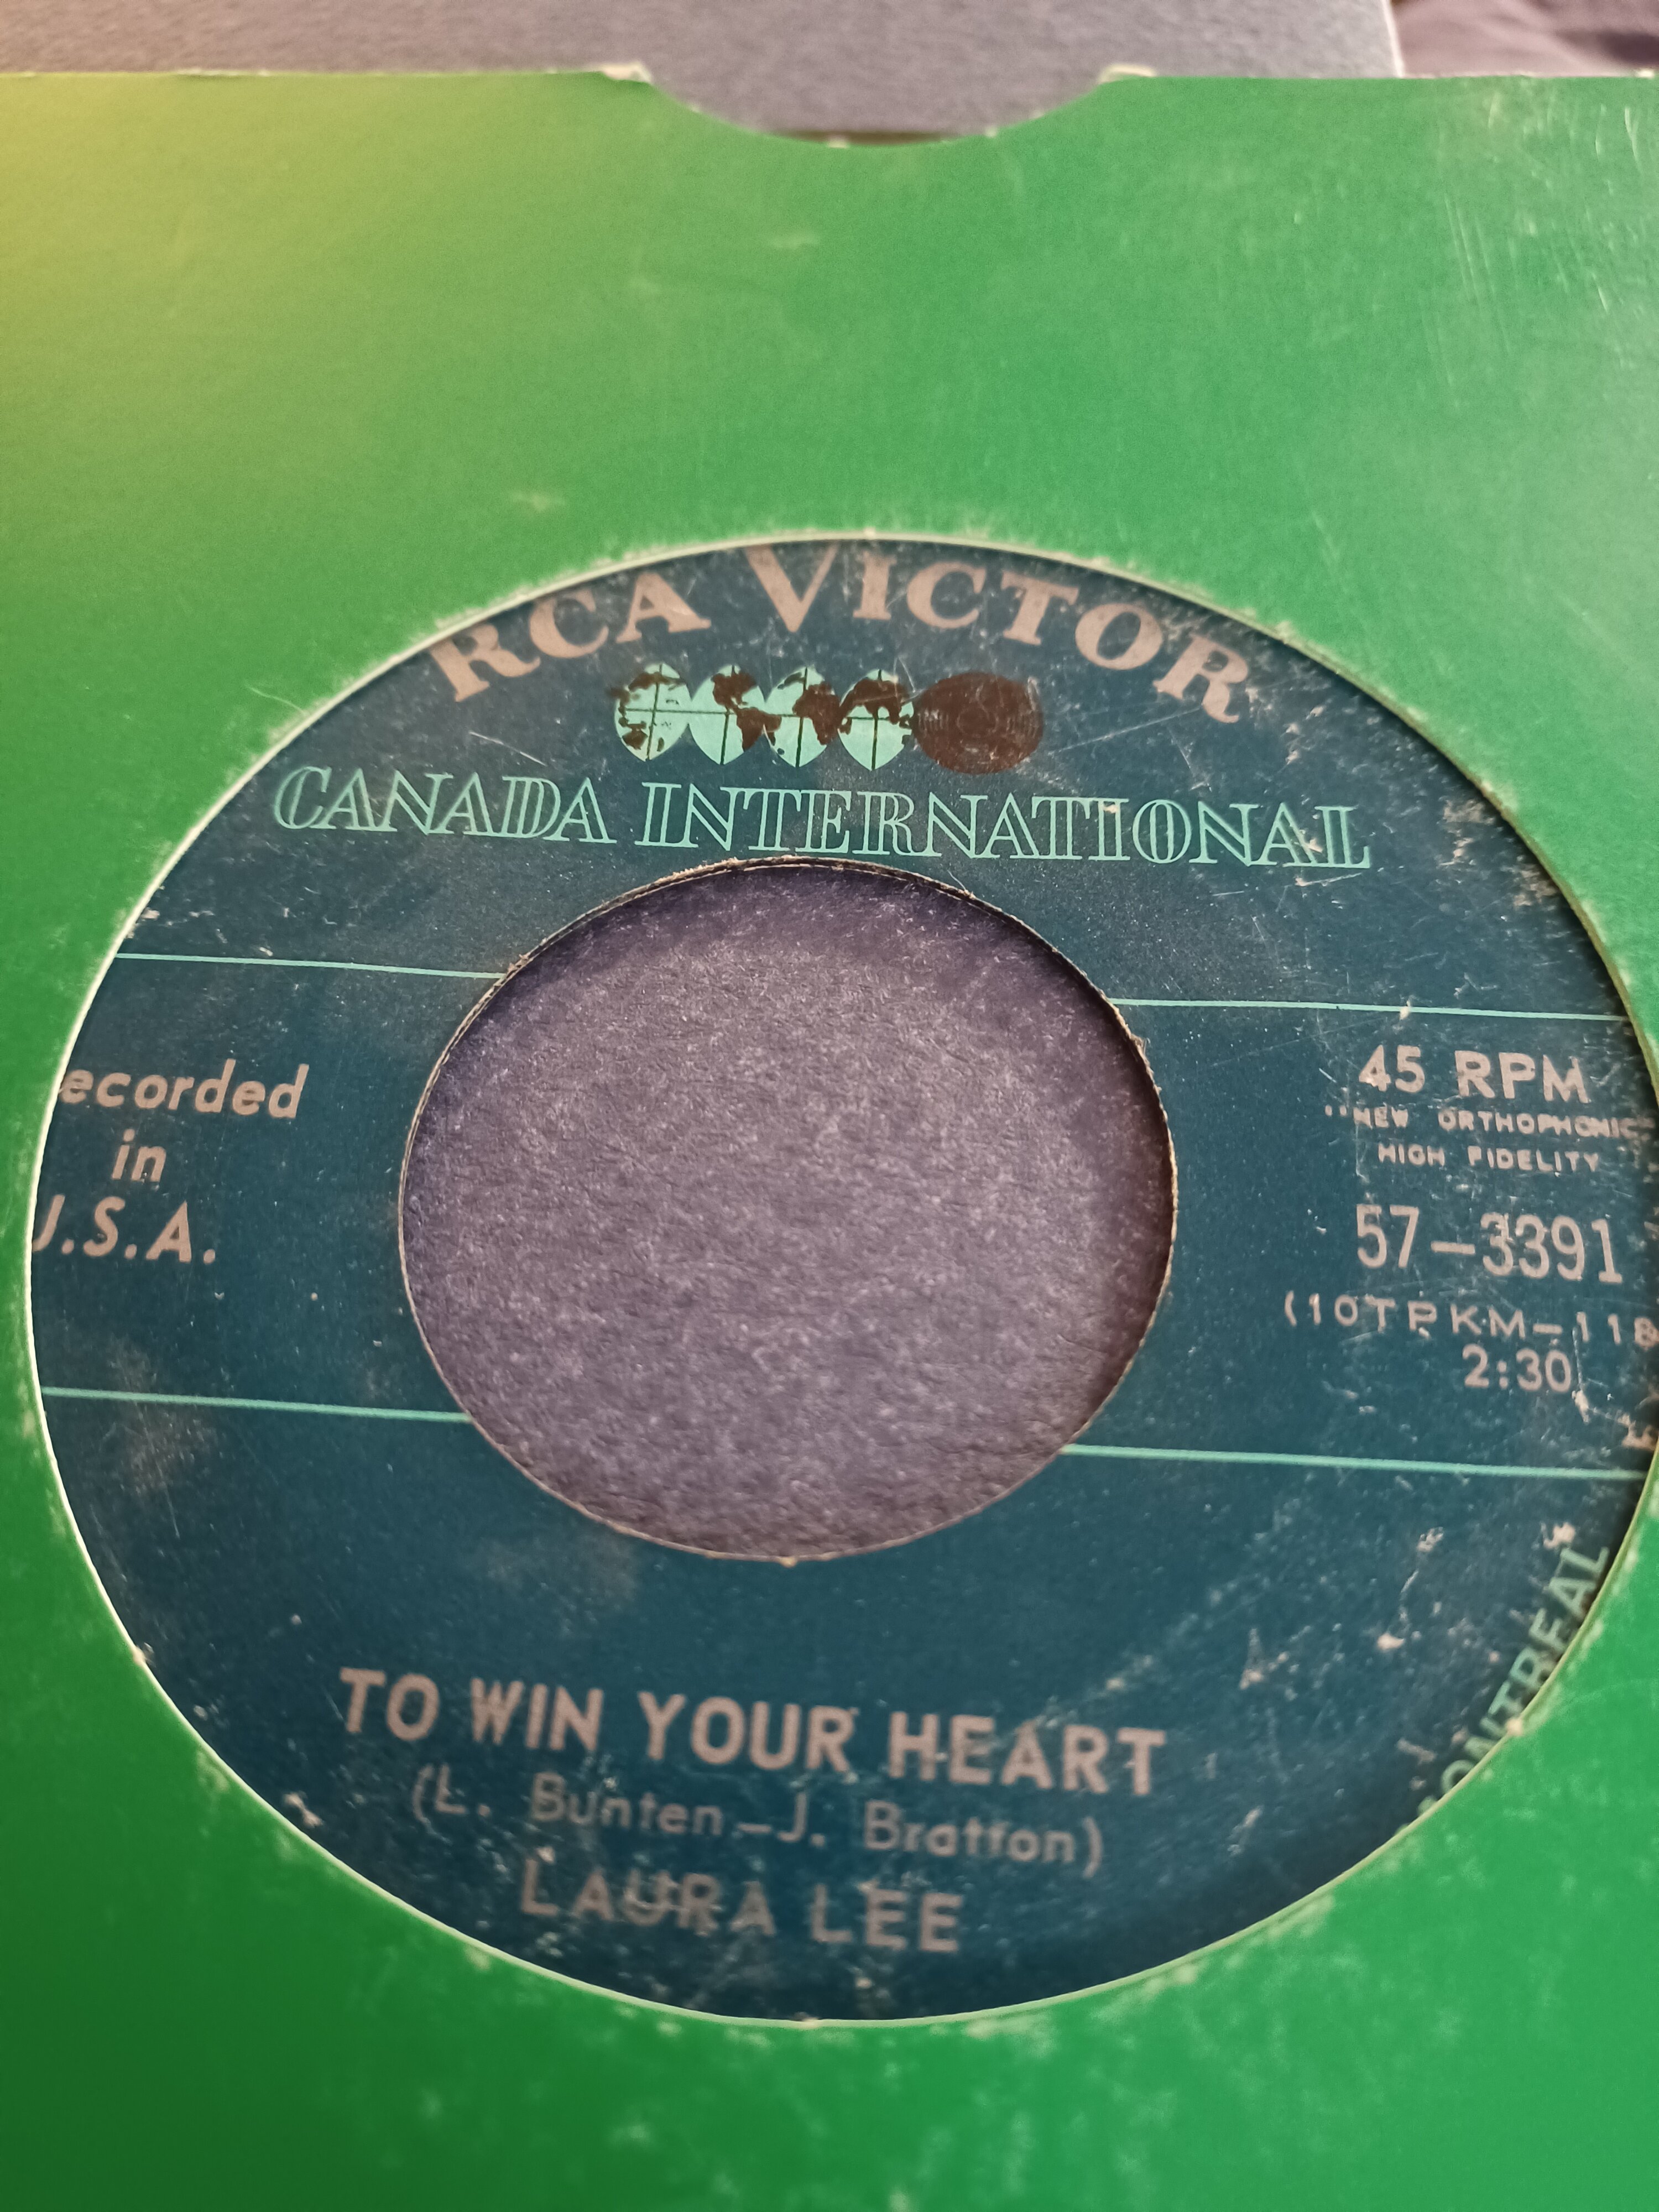 RCA VICTOR
CANADA INTERNATIONAL
ecorded
in
J.S.A.
45 RPM
"NEW ORTHOPHONIC"
HIGH FIDELITY
57-3391
(10TPKM-118
2:30
TO WIN YOUR HEART
(L. Bunten-J. Bratton)
LAURA LEE
ONTREAL